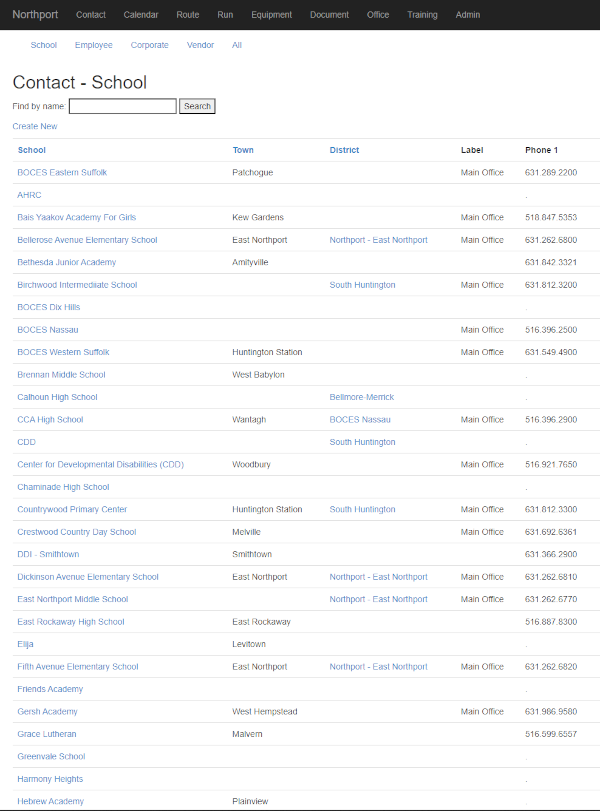 Northport Contact Calendar Route Run Equipment Document Office Training Admin
School Employee Corporate Vendor All
Contact - School
Find by name: Search
Create New
School Town District Label Phone 1
BOCES Eastern Suffolk Patchogue Main Office 631.289.2200
AHRC .
Bais Yaakov Academy For Girls Kew Gardens Main Office 518.847.5353
Bellerose Avenue Elementary School East Northport Northport - East Northport Main Office 631.262.6800
Bethesda Junior Academy Amityville 631.842.3321
Birchwood Intermediiate School South Huntington Main Office 631.812.3200
BOCES Dix Hills .
BOCES Nassau Main Office 516.396.2500
BOCES Western Suffolk Huntington Station Main Office 631.549.4900
Brennan Middle School West Babylon .
Calhoun High School Bellmore-Merrick .
CCA High School Wantagh BOCES Nassau Main Office 516.396.2900
CDD South Huntington .
Center for Developmental Disabilities (CDD) Woodbury Main Office 516.921.7650
Chaminade High School .
Countrywood Primary Center Huntington Station South Huntington Main Office 631.812.3300
Crestwood Country Day School Melville Main Office 631.692.6361
DDI - Smithtown Smithtown 631.366.2900
Dickinson Avenue Elementary School East Northport Northport - East Northport Main Office 631.262.6810
East Northport Middle School Northport - East Northport Main Office 631.262.6770
East Rockaway High School East Rockaway 516.887.8300
Elija Levitown .
Fifth Avenue Elementary School East Northport Northport - East Northport Main Office 631.262.6820
Friends Academy .
Gersh Academy West Hempstead Main Office 631.986.9580
Grace Lutheran Malvern 516.599.6557
Greenvale School .
Harmony Heights .
Hebrew Academy Plainview .